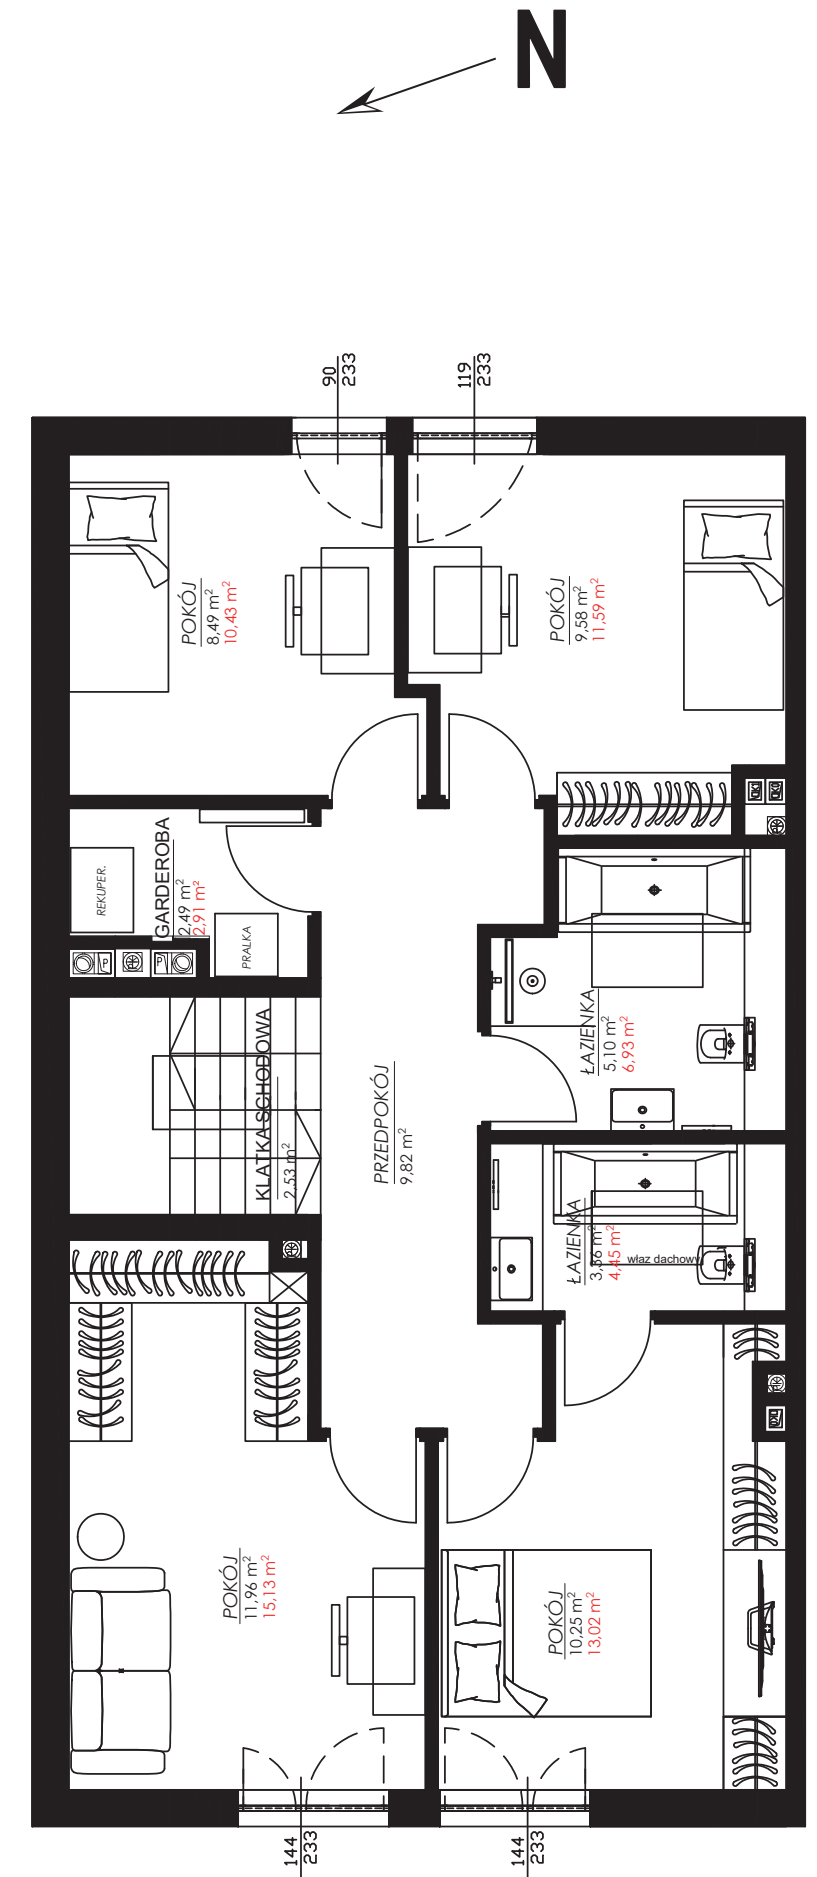 N
90
233
119
233
POKÓJ
8,49 m²
10,43 m²
POKÓJ
9,58 m²
11,59 m²
REKUPER.
GARDEROBA
2,49 m²
2,91 m²
PRALKA
P
P
KLATKA SCHODOWA
2,53 m²
PRZEDPOKÓJ
9,82 m²
ŁAZIENKA
5,10 m²
6,93 m²
ŁAZIENKA
3,56 m²
4,45 m²
właz dachowy
POKÓJ
11,96 m²
15,13 m²
POKÓJ
10,25 m²
13,02 m²
144
233
144
233